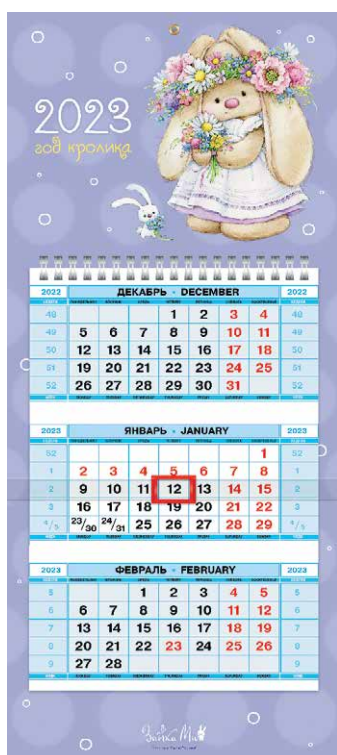 2023
год кролика
2022 ДЕКАБРЬ - DECEMBER 2022
48 1 2 3 4 48
49 5 6 7 8 9 10 11 49
50 12 13 14 15 16 17 18 50
51 19 20 21 22 23 24 25 51
52 26 27 28 29 30 31 52
2023 ЯНВАРЬ - JANUARY 2023
52 1 52
1 2 3 4 5 6 7 8 1
2 9 10 11 12 13 14 15 2
3 16 17 18 19 20 21 22 3
4/5 23/30 24/31 25 26 27 28 29 4/5
2023 ФЕВРАЛЬ - FEBRUARY 2023
5 1 2 3 4 5 5
6 6 7 8 9 10 11 12 6
7 13 14 15 16 17 18 19 7
8 20 21 22 23 24 25 26 8
9 27 28 9
Зайка Ми